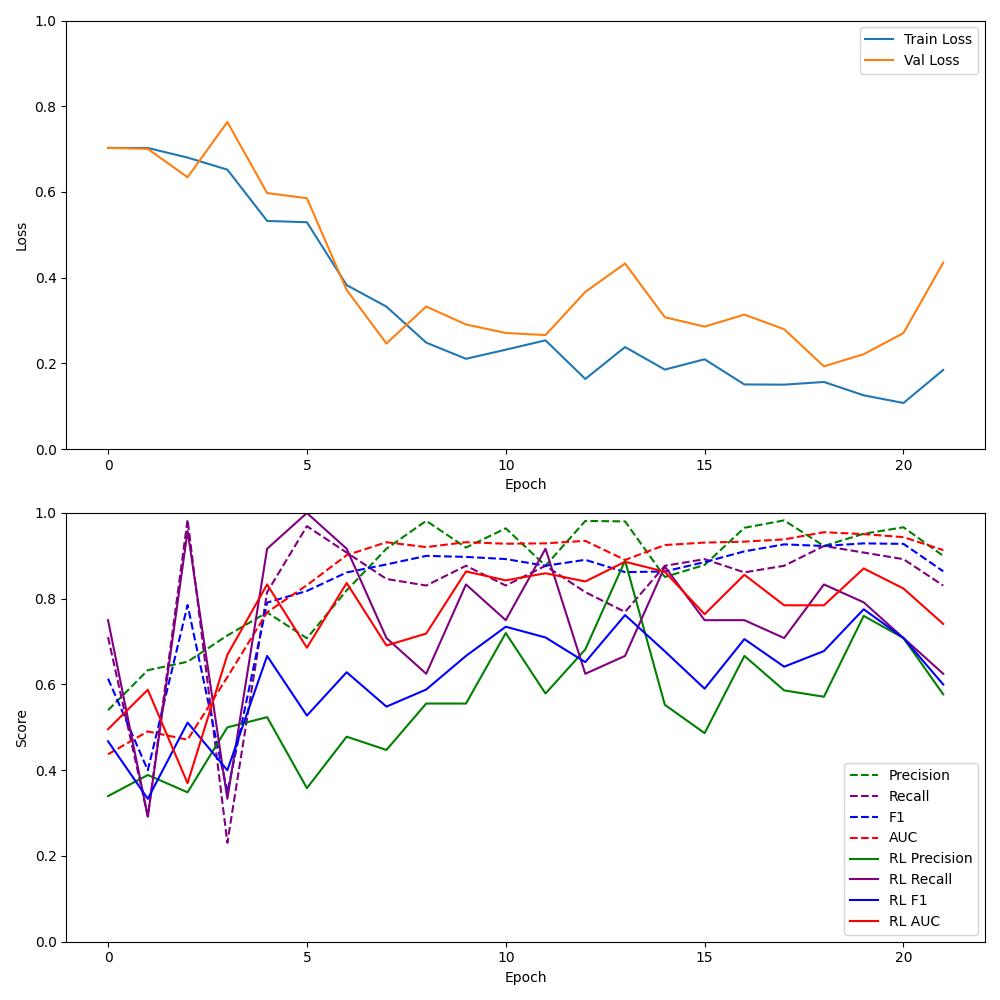 1.0
0.8
0.6
0.4
0.2
0.0
Loss
Train Loss
Val Loss
0 5 10 15 20
Epoch
1.0
0.8
0.6
0.4
0.2
0.0
Score
Precision
Recall
F1
AUC
RL Precision
RL Recall
RL F1
RL AUC
0 5 10 15 20
Epoch